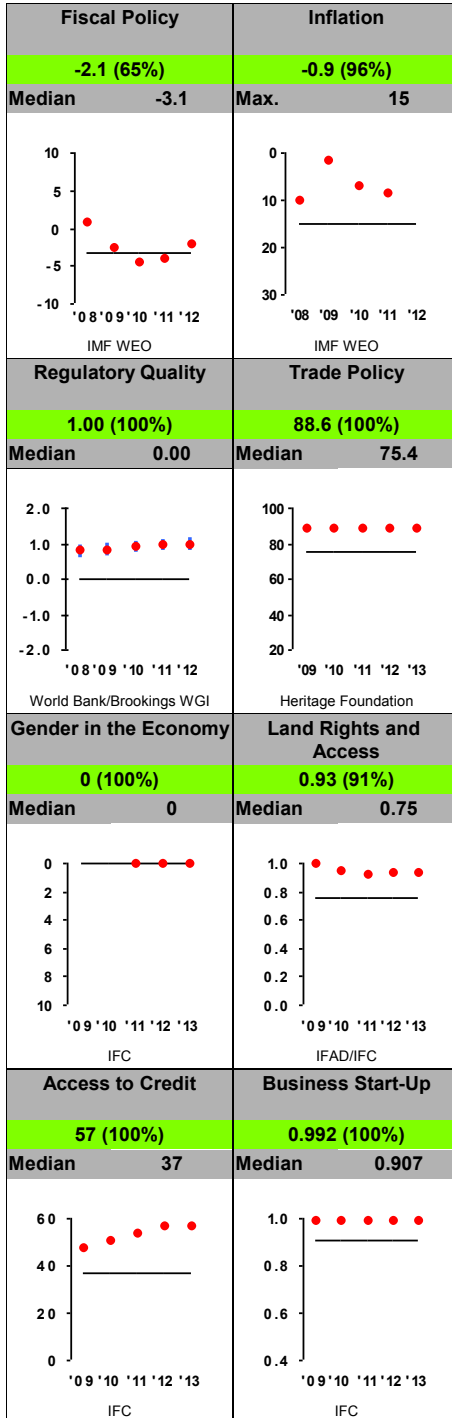 Fiscal Policy
-2.1 (65%)
Median -3.1
10
5
0
-5
-10
'08 '09 '10 '11 '12
IMF WEO
Inflation
-0.9 (96%)
Max. 15
0
10
20
30
'08 '09 '10 '11 '12
IMF WEO
Regulatory Quality
1.00 (100%)
Median 0.00
2.0
1.0
0.0
-1.0
-2.0
'08 '09 '10 '11 '12
World Bank/Brookings WGI
Trade Policy
88.6 (100%)
Median 75.4
100
80
60
40
20
'09 '10 '11 '12 '13
Heritage Foundation
Gender in the Economy
0 (100%)
Median 0
0
2
4
6
8
10
'09 '10 '11 '12 '13
IFC
Land Rights and
Access
0.93 (91%)
Median 0.75
1.0
0.8
0.6
0.4
0.2
0.0
'09 '10 '11 '12 '13
IFAD/IFC
Access to Credit
57 (100%)
Median 37
60
40
20
0
'09 '10 '11 '12 '13
IFC
Business Start-Up
0.992 (100%)
Median 0.907
1.0
0.8
0.6
0.4
'09 '10 '11 '12 '13
IFC